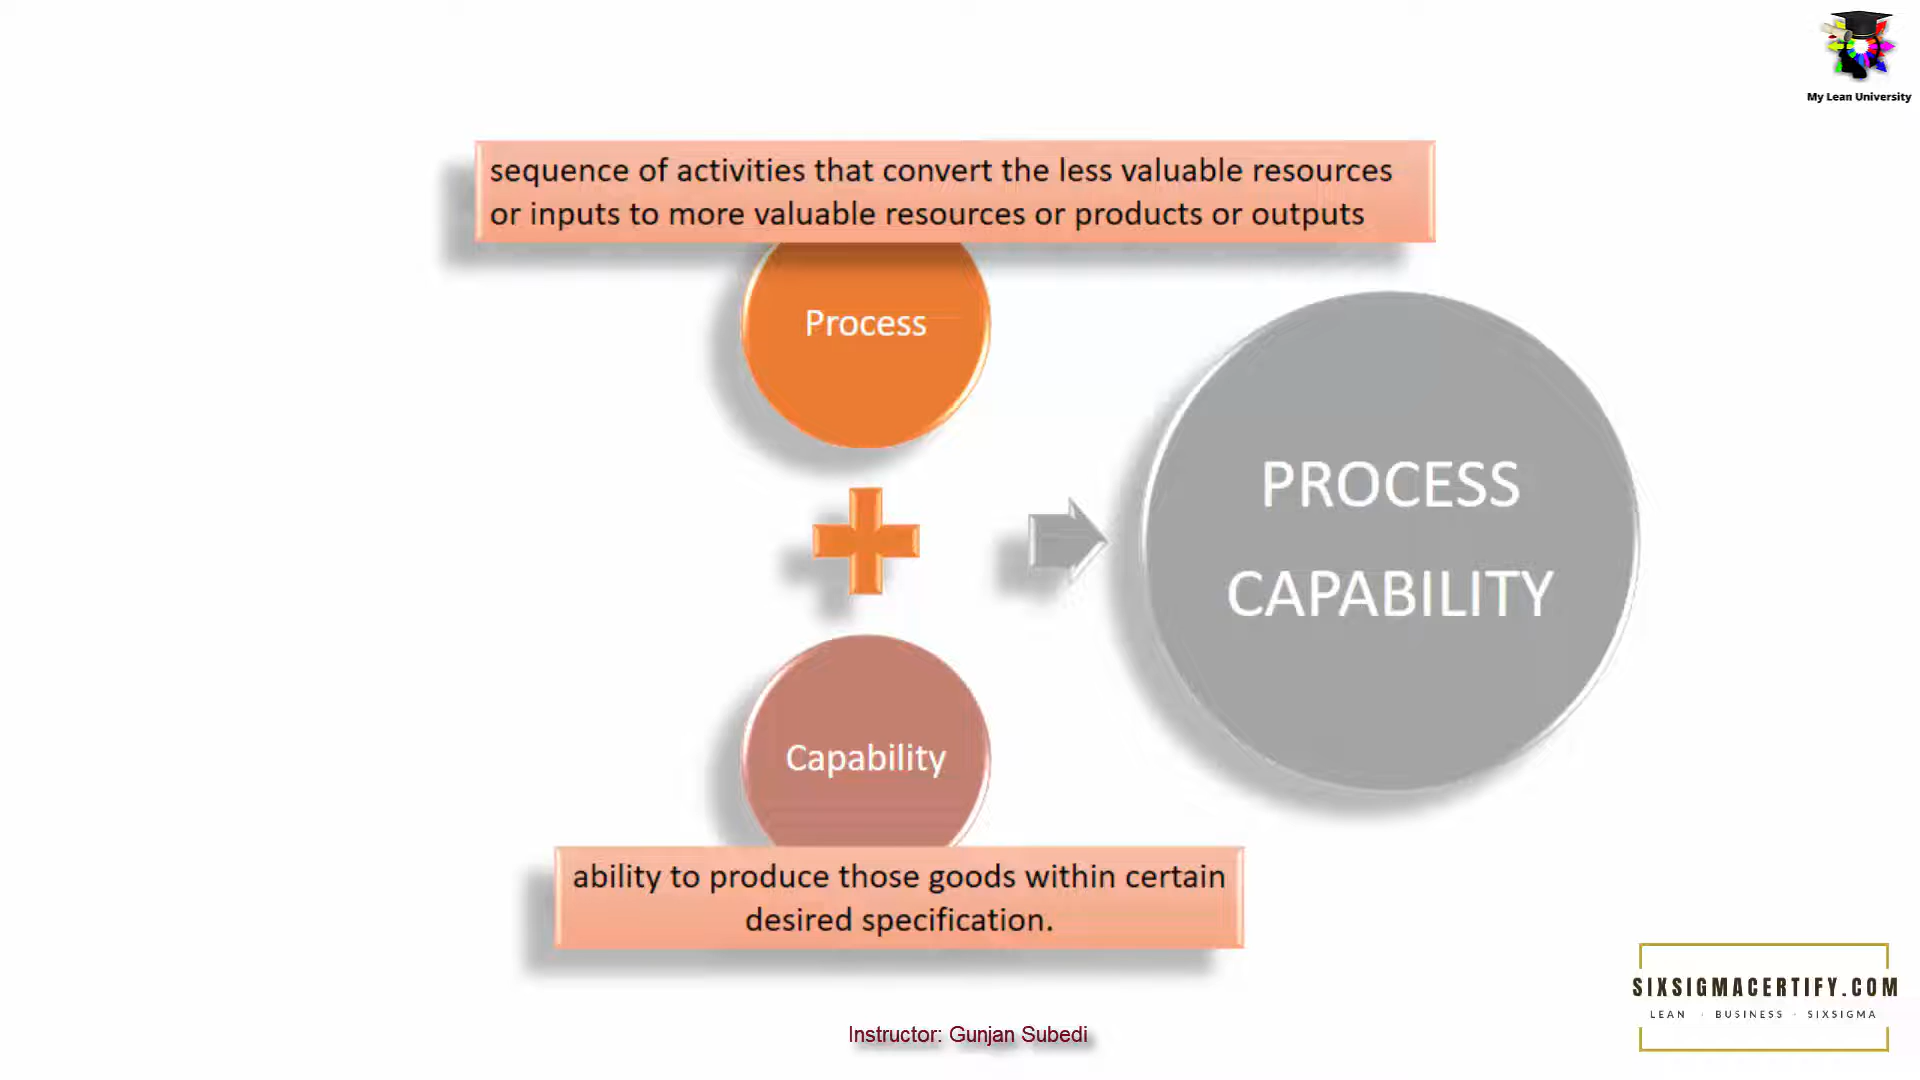 My Lean University
sequence of activities that convert the less valuable resources
or inputs to more valuable resources or products or outputs
Process
PROCESS
CAPABILITY
Capability
ability to produce those goods within certain
desired specification.
SIXSIGMACERTIFY.COM
LEAN · BUSINESS · SIXSIGMA
Instructor: Gunjan Subedi